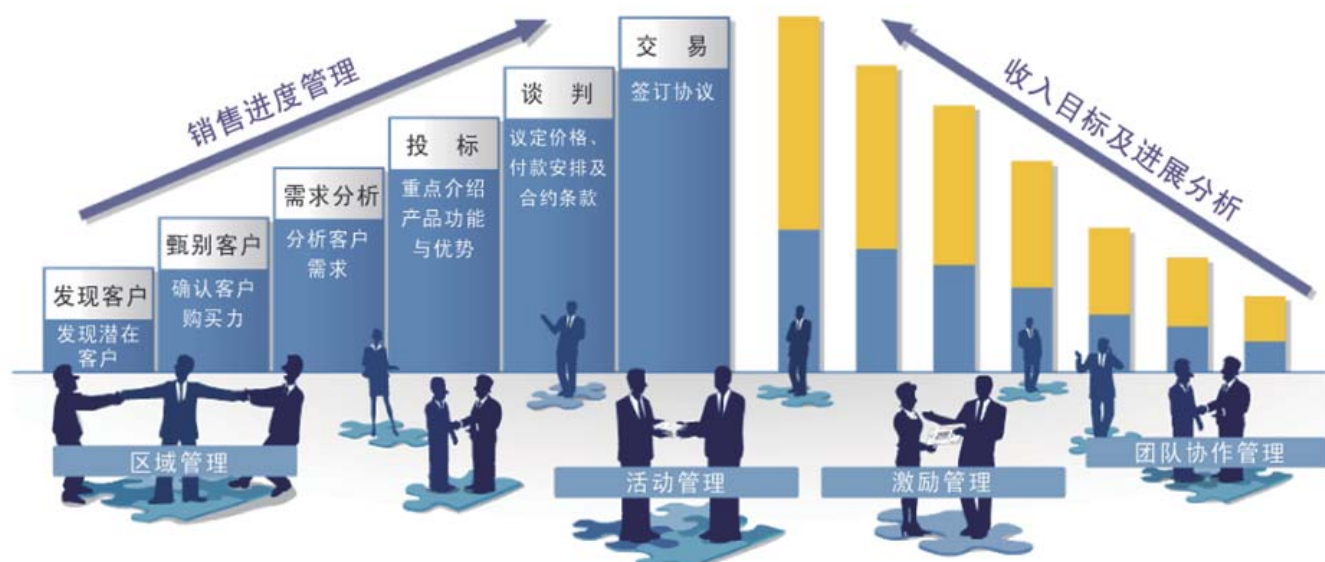 销售进度管理
发现客户
发现潜在
客户
甄别客户
确认客户
购买力
需求分析
分析客户
需求
投 标
重点介绍
产品功能
与优势
谈 判
议定价格、
付款安排及
合约条款
交 易
签订协议
收入目标及进展分析
区域管理
活动管理
激励管理
团队协作管理